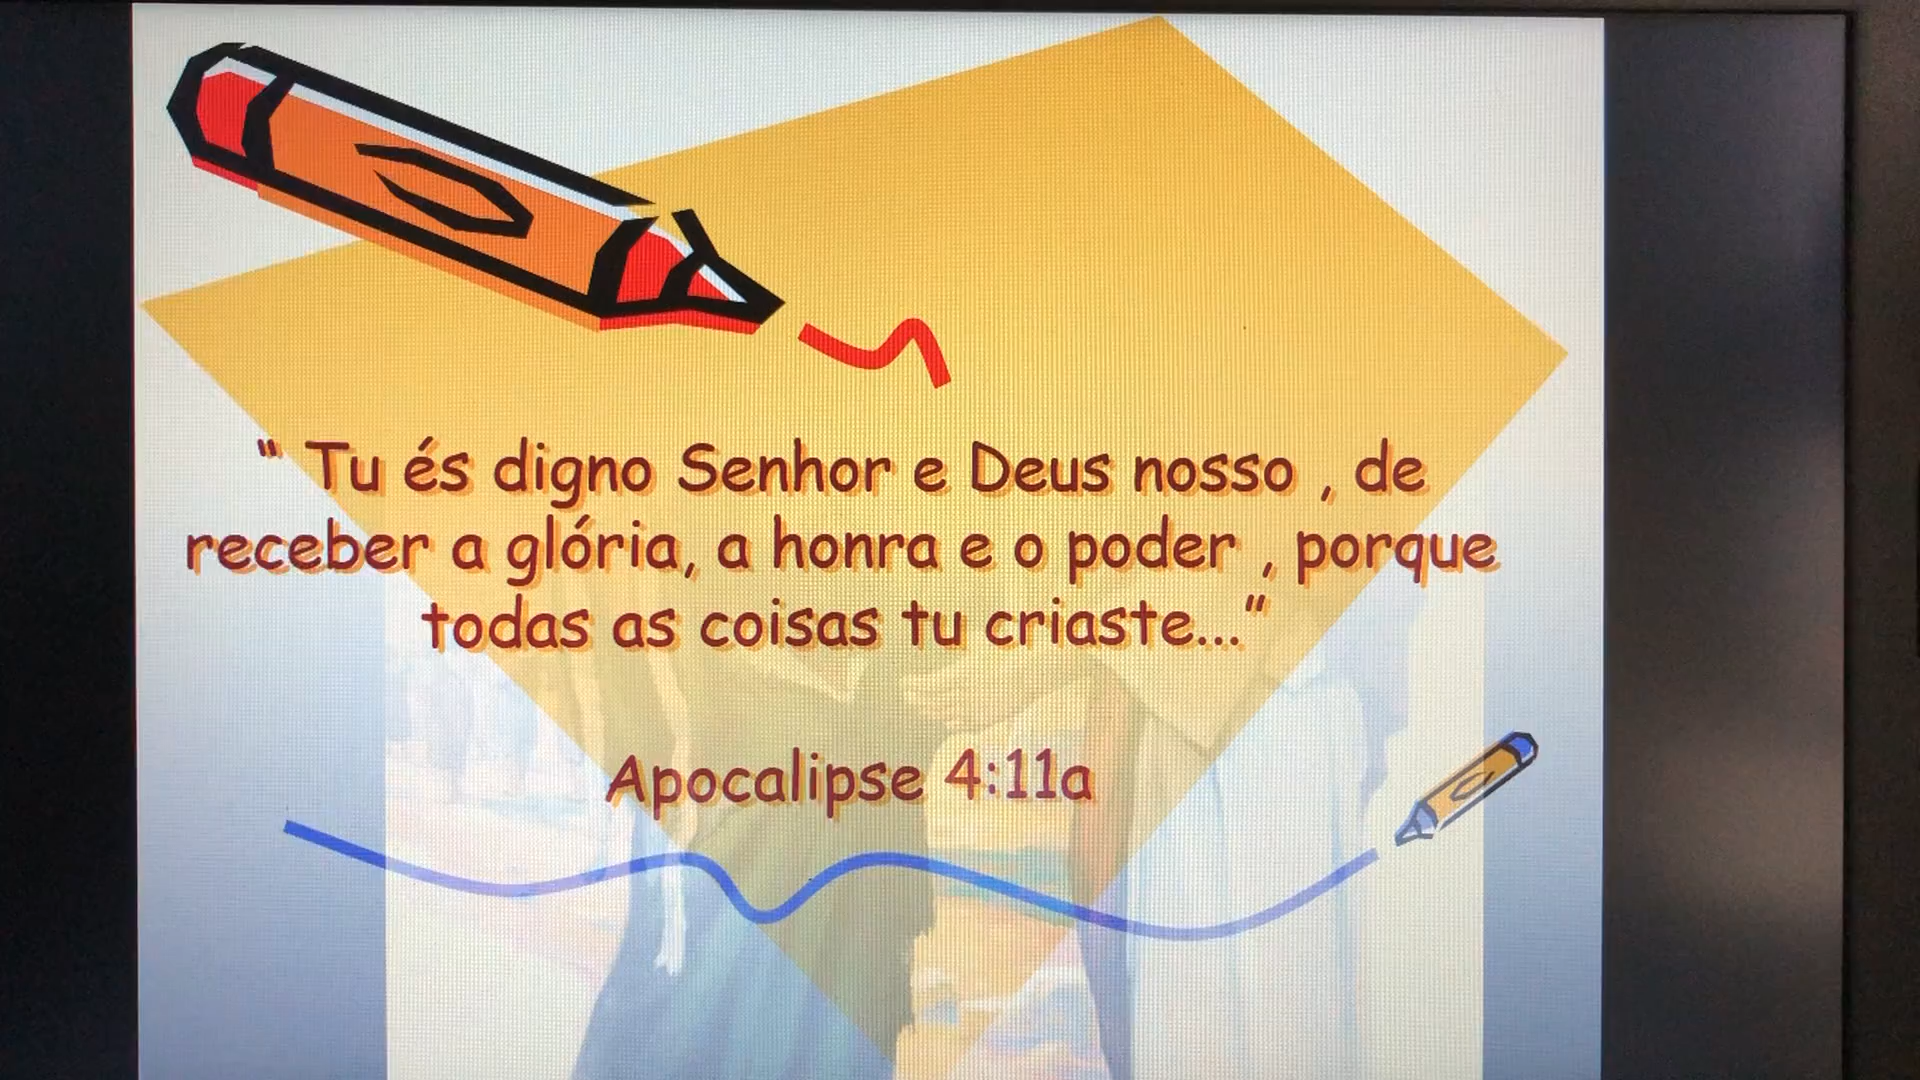 " Tu és digno Senhor e Deus nosso , de
receber a glória, a honra e o poder , porque
todas as coisas tu criaste..."
Apocalipse 4:11a